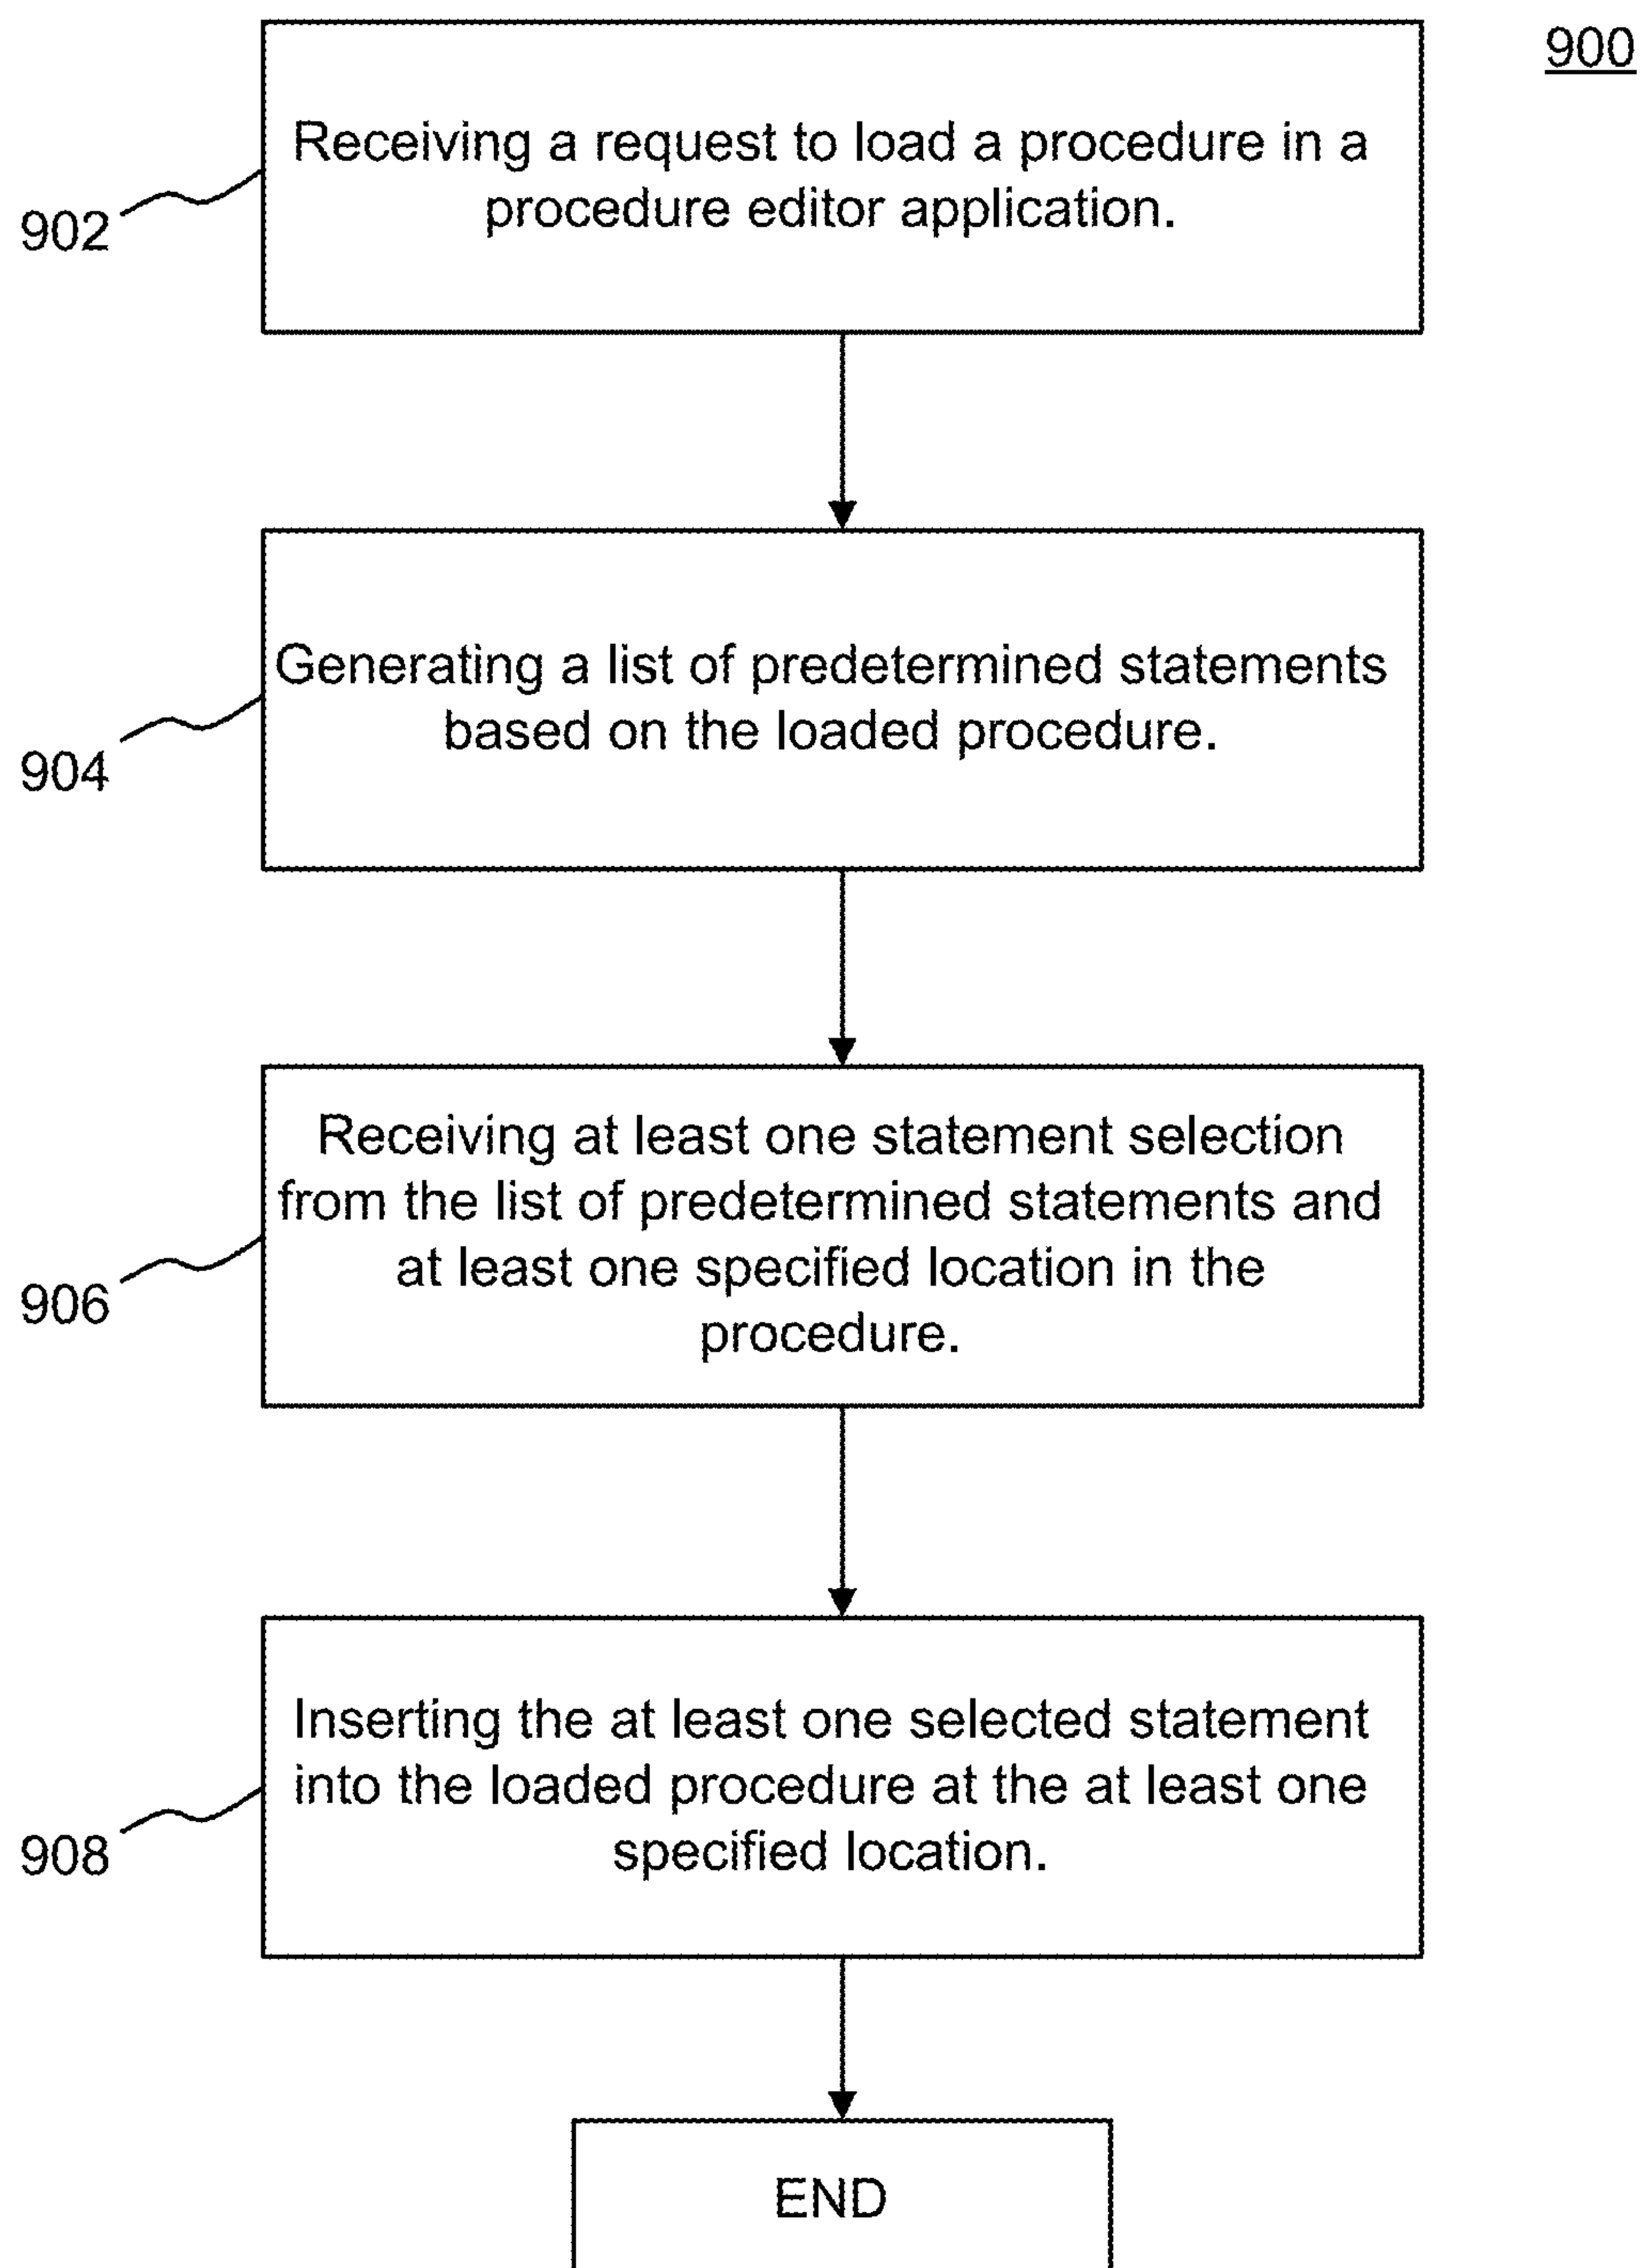 900
Receiving a request to load a procedure in a
procedure editor application.
902
Generating a list of predetermined statements
based on the loaded procedure.
904
Receiving at least one statement selection
from the list of predetermined statements and
at least one specified location in the
procedure.
906
Inserting the at least one selected statement
into the loaded procedure at the at least one
specified location.
908
END